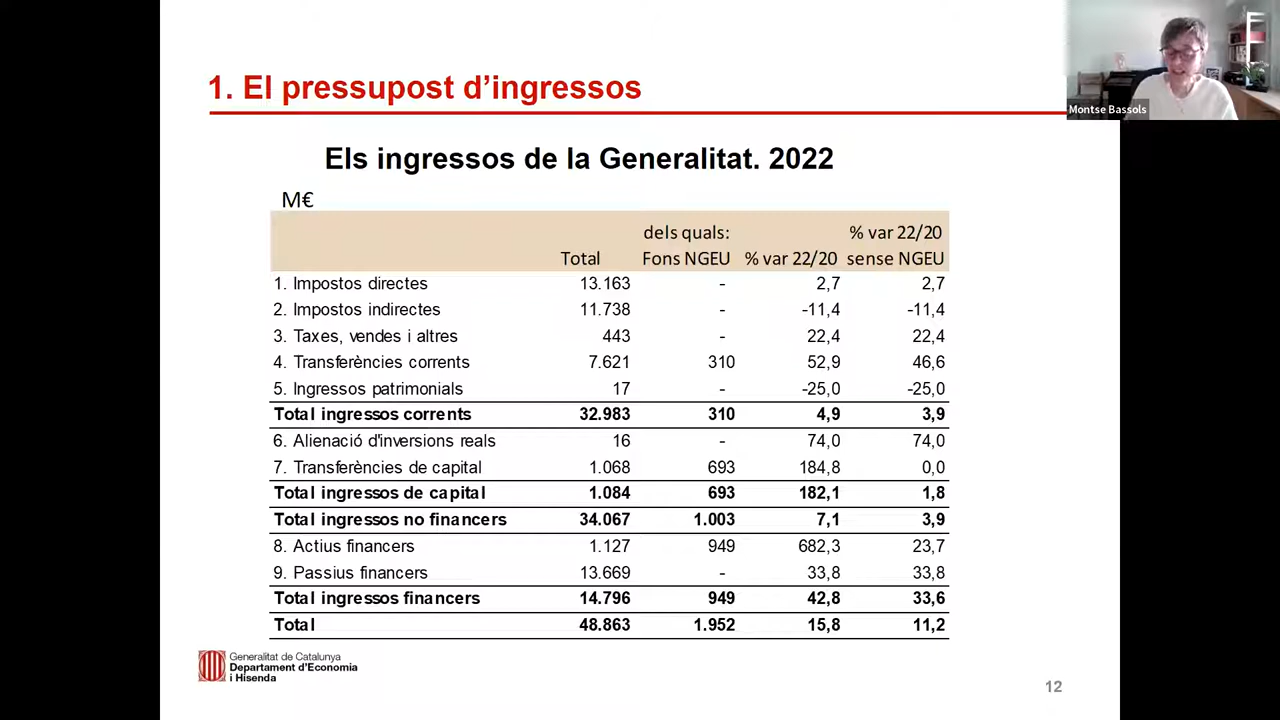 1. El pressupost d'ingressos
Montse Bassols
Els ingressos de la Generalitat. 2022
M€
dels quals: % var 22/20
Total Fons NGEU % var 22/20 sense NGEU
1. Impostos directes 13.163 - 2,7 2,7
2. Impostos indirectes 11.738 - -11,4 -11,4
3. Taxes, vendes i altres 443 - 22,4 22,4
4. Transferències corrents 7.621 310 52,9 46,6
5. Ingressos patrimonials 17 - -25,0 -25,0
Total ingressos corrents 32.983 310 4,9 3,9
6. Alienació d'inversions reals 16 - 74,0 74,0
7. Transferències de capital 1.068 693 184,8 0,0
Total ingressos de capital 1.084 693 182,1 1,8
Total ingressos no financers 34.067 1.003 7,1 3,9
8. Actius financers 1.127 949 682,3 23,7
9. Passius financers 13.669 - 33,8 33,8
Total ingressos financers 14.796 949 42,8 33,6
Total 48.863 1.952 15,8 11,2
Generalitat de Catalunya
Departament d'Economia
i Hisenda
12